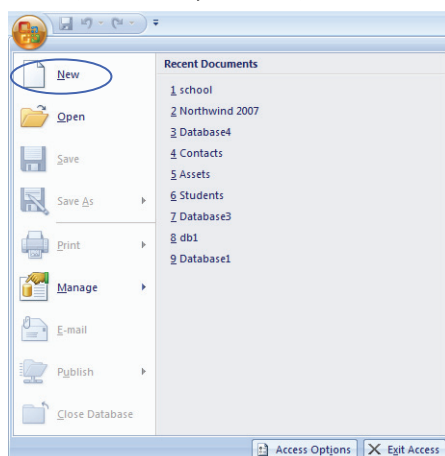 New
Open
Save
Save As
Print
Manage
E-mail
Publish
Close Database
Recent Documents
1 school
2 Northwind 2007
3 Database4
4 Contacts
5 Assets
6 Students
7 Database3
8 db1
9 Database1
Access Options
Exit Access